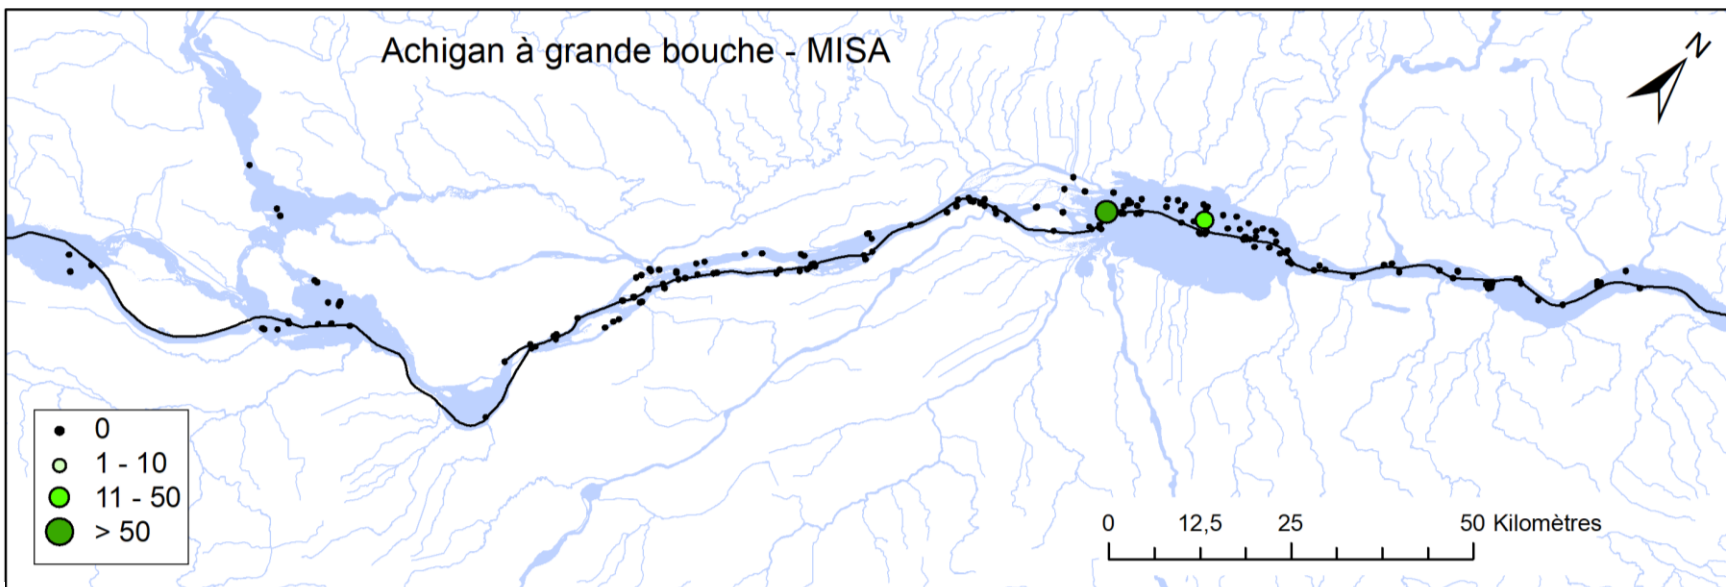 Achigan à grande bouche - MISA
N
0
1 - 10
11 - 50
> 50
0 12,5 25 50 Kilomètres